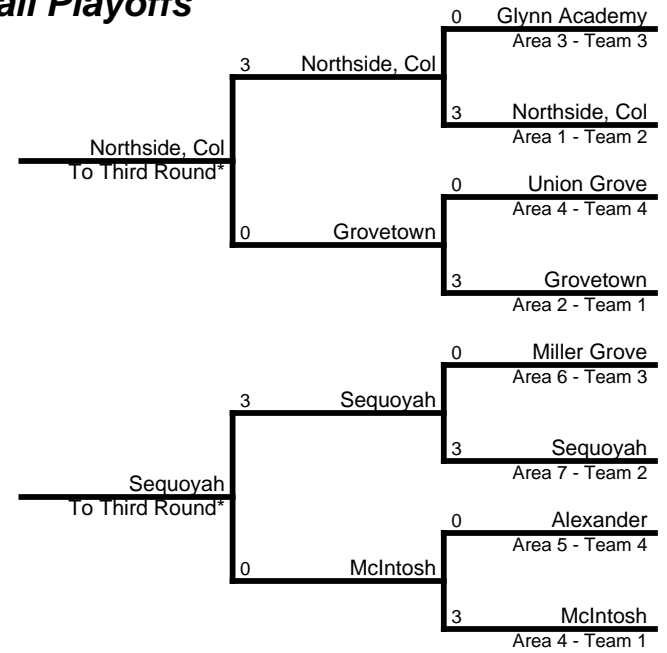 all Playoffs
0 Glynn Academy
Area 3 - Team 3
3 Northside, Col
3 Northside, Col
Area 1 - Team 2
Northside, Col
To Third Round*
0 Union Grove
Area 4 - Team 4
0 Grovetown
3 Grovetown
Area 2 - Team 1
0 Miller Grove
Area 6 - Team 3
3 Sequoyah
3 Sequoyah
Area 7 - Team 2
Sequoyah
To Third Round*
0 Alexander
Area 5 - Team 4
0 McIntosh
3 McIntosh
Area 4 - Team 1